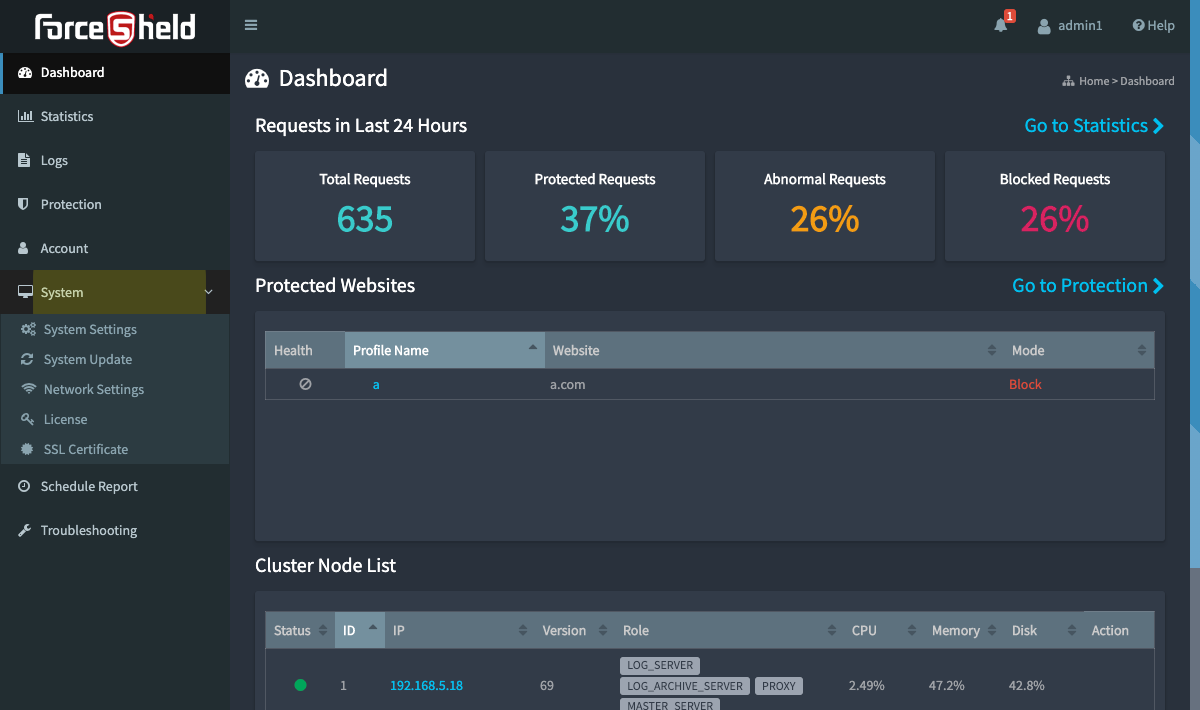 forceShield
1
admin1
Help
Dashboard
Statistics
Logs
Protection
Account
System
System Settings
System Update
Network Settings
License
SSL Certificate
Schedule Report
Troubleshooting
Dashboard
Home > Dashboard
Requests in Last 24 Hours
Go to Statistics
Total Requests
635
Protected Requests
37%
Abnormal Requests
26%
Blocked Requests
26%
Protected Websites
Go to Protection
Health Profile Name Website Mode
a a.com Block
Cluster Node List
Status ID IP Version Role CPU Memory Disk Action
1 192.168.5.18 69 LOG_SERVER 2.49% 47.2% 42.8%
LOG_ARCHIVE_SERVER PROXY
MASTER_SERVER